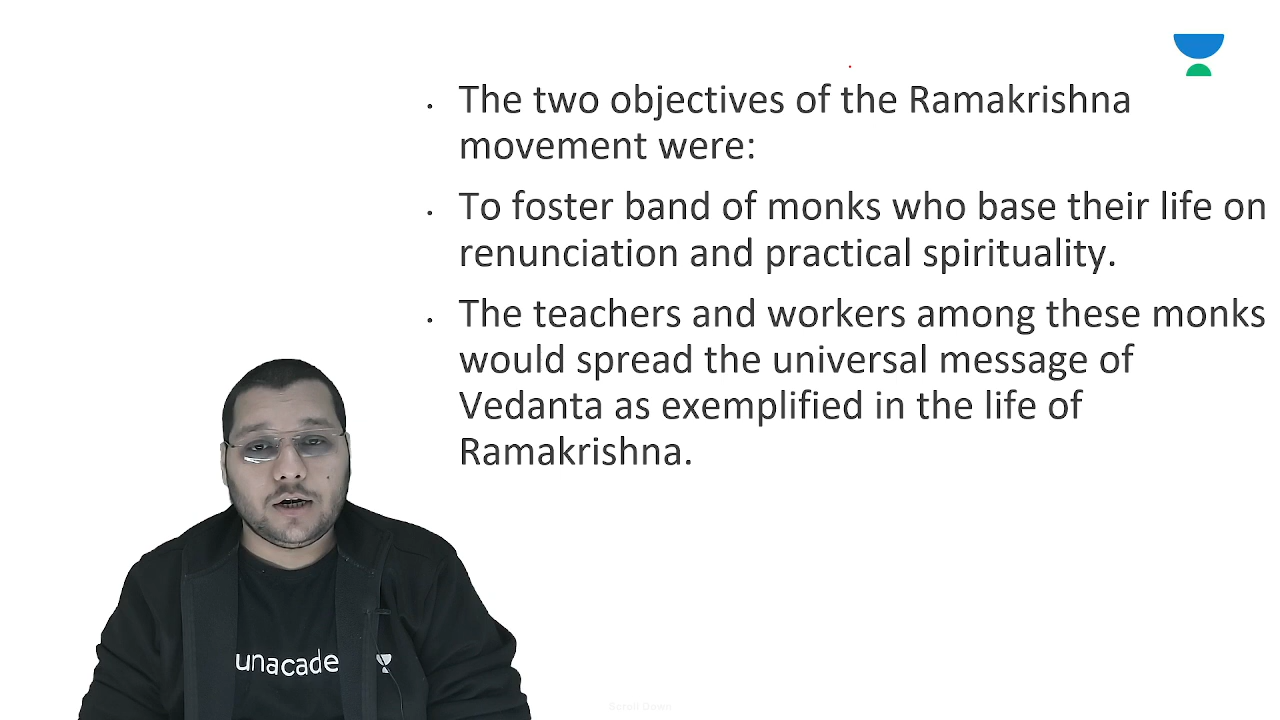 The two objectives of the Ramakrishna
movement were:
To foster band of monks who base their life on
renunciation and practical spirituality.
The teachers and workers among these monks
would spread the universal message of
Vedanta as exemplified in the life of
Ramakrishna.
unacade
Scroll Down